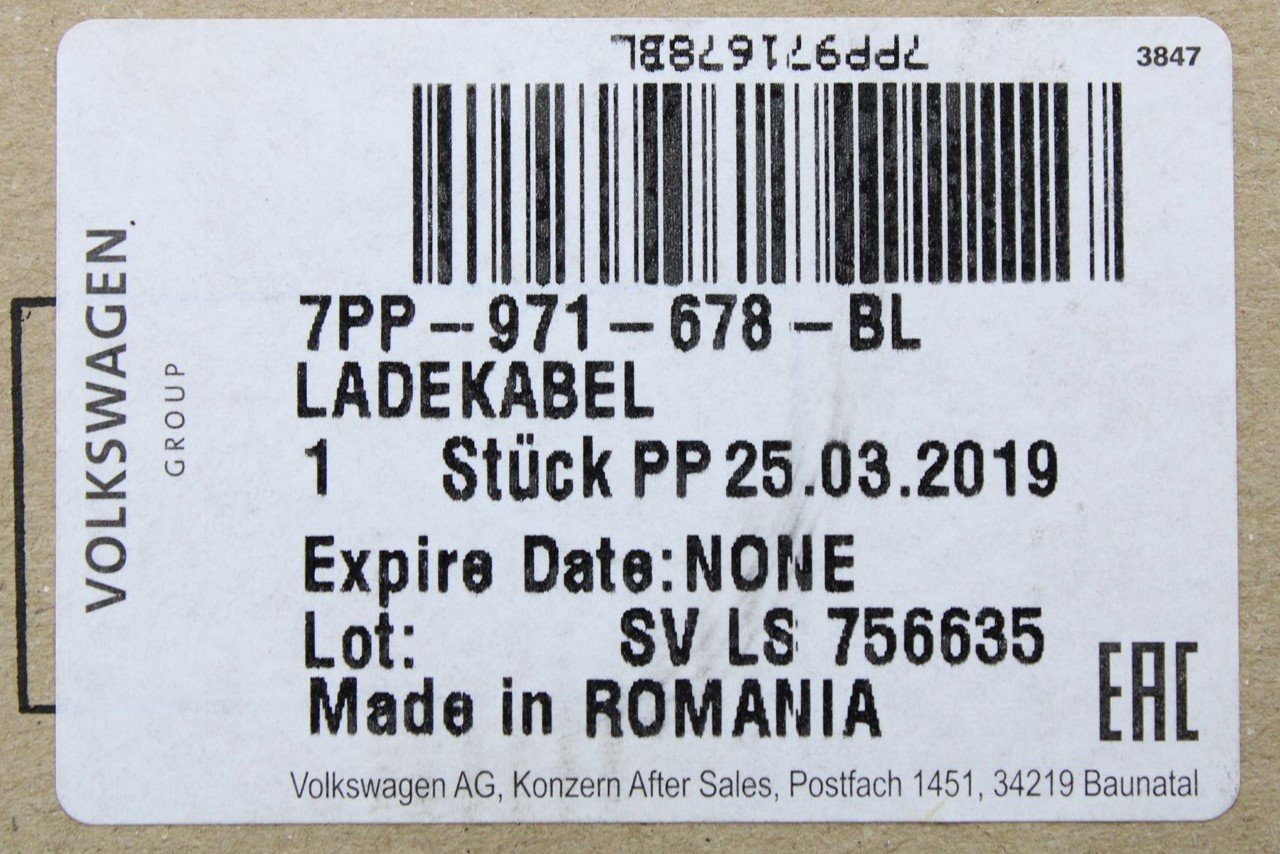 7PP971678BL
3847
VOLKSWAGEN
GROUP
7PP-971-678-BL
LADEKABEL
1 Stück PP 25.03.2019
Expire Date:NONE
Lot: SV LS 756635
Made in ROMANIA
EAC
Volkswagen AG, Konzern After Sales, Postfach 1451, 34219 Baunatal